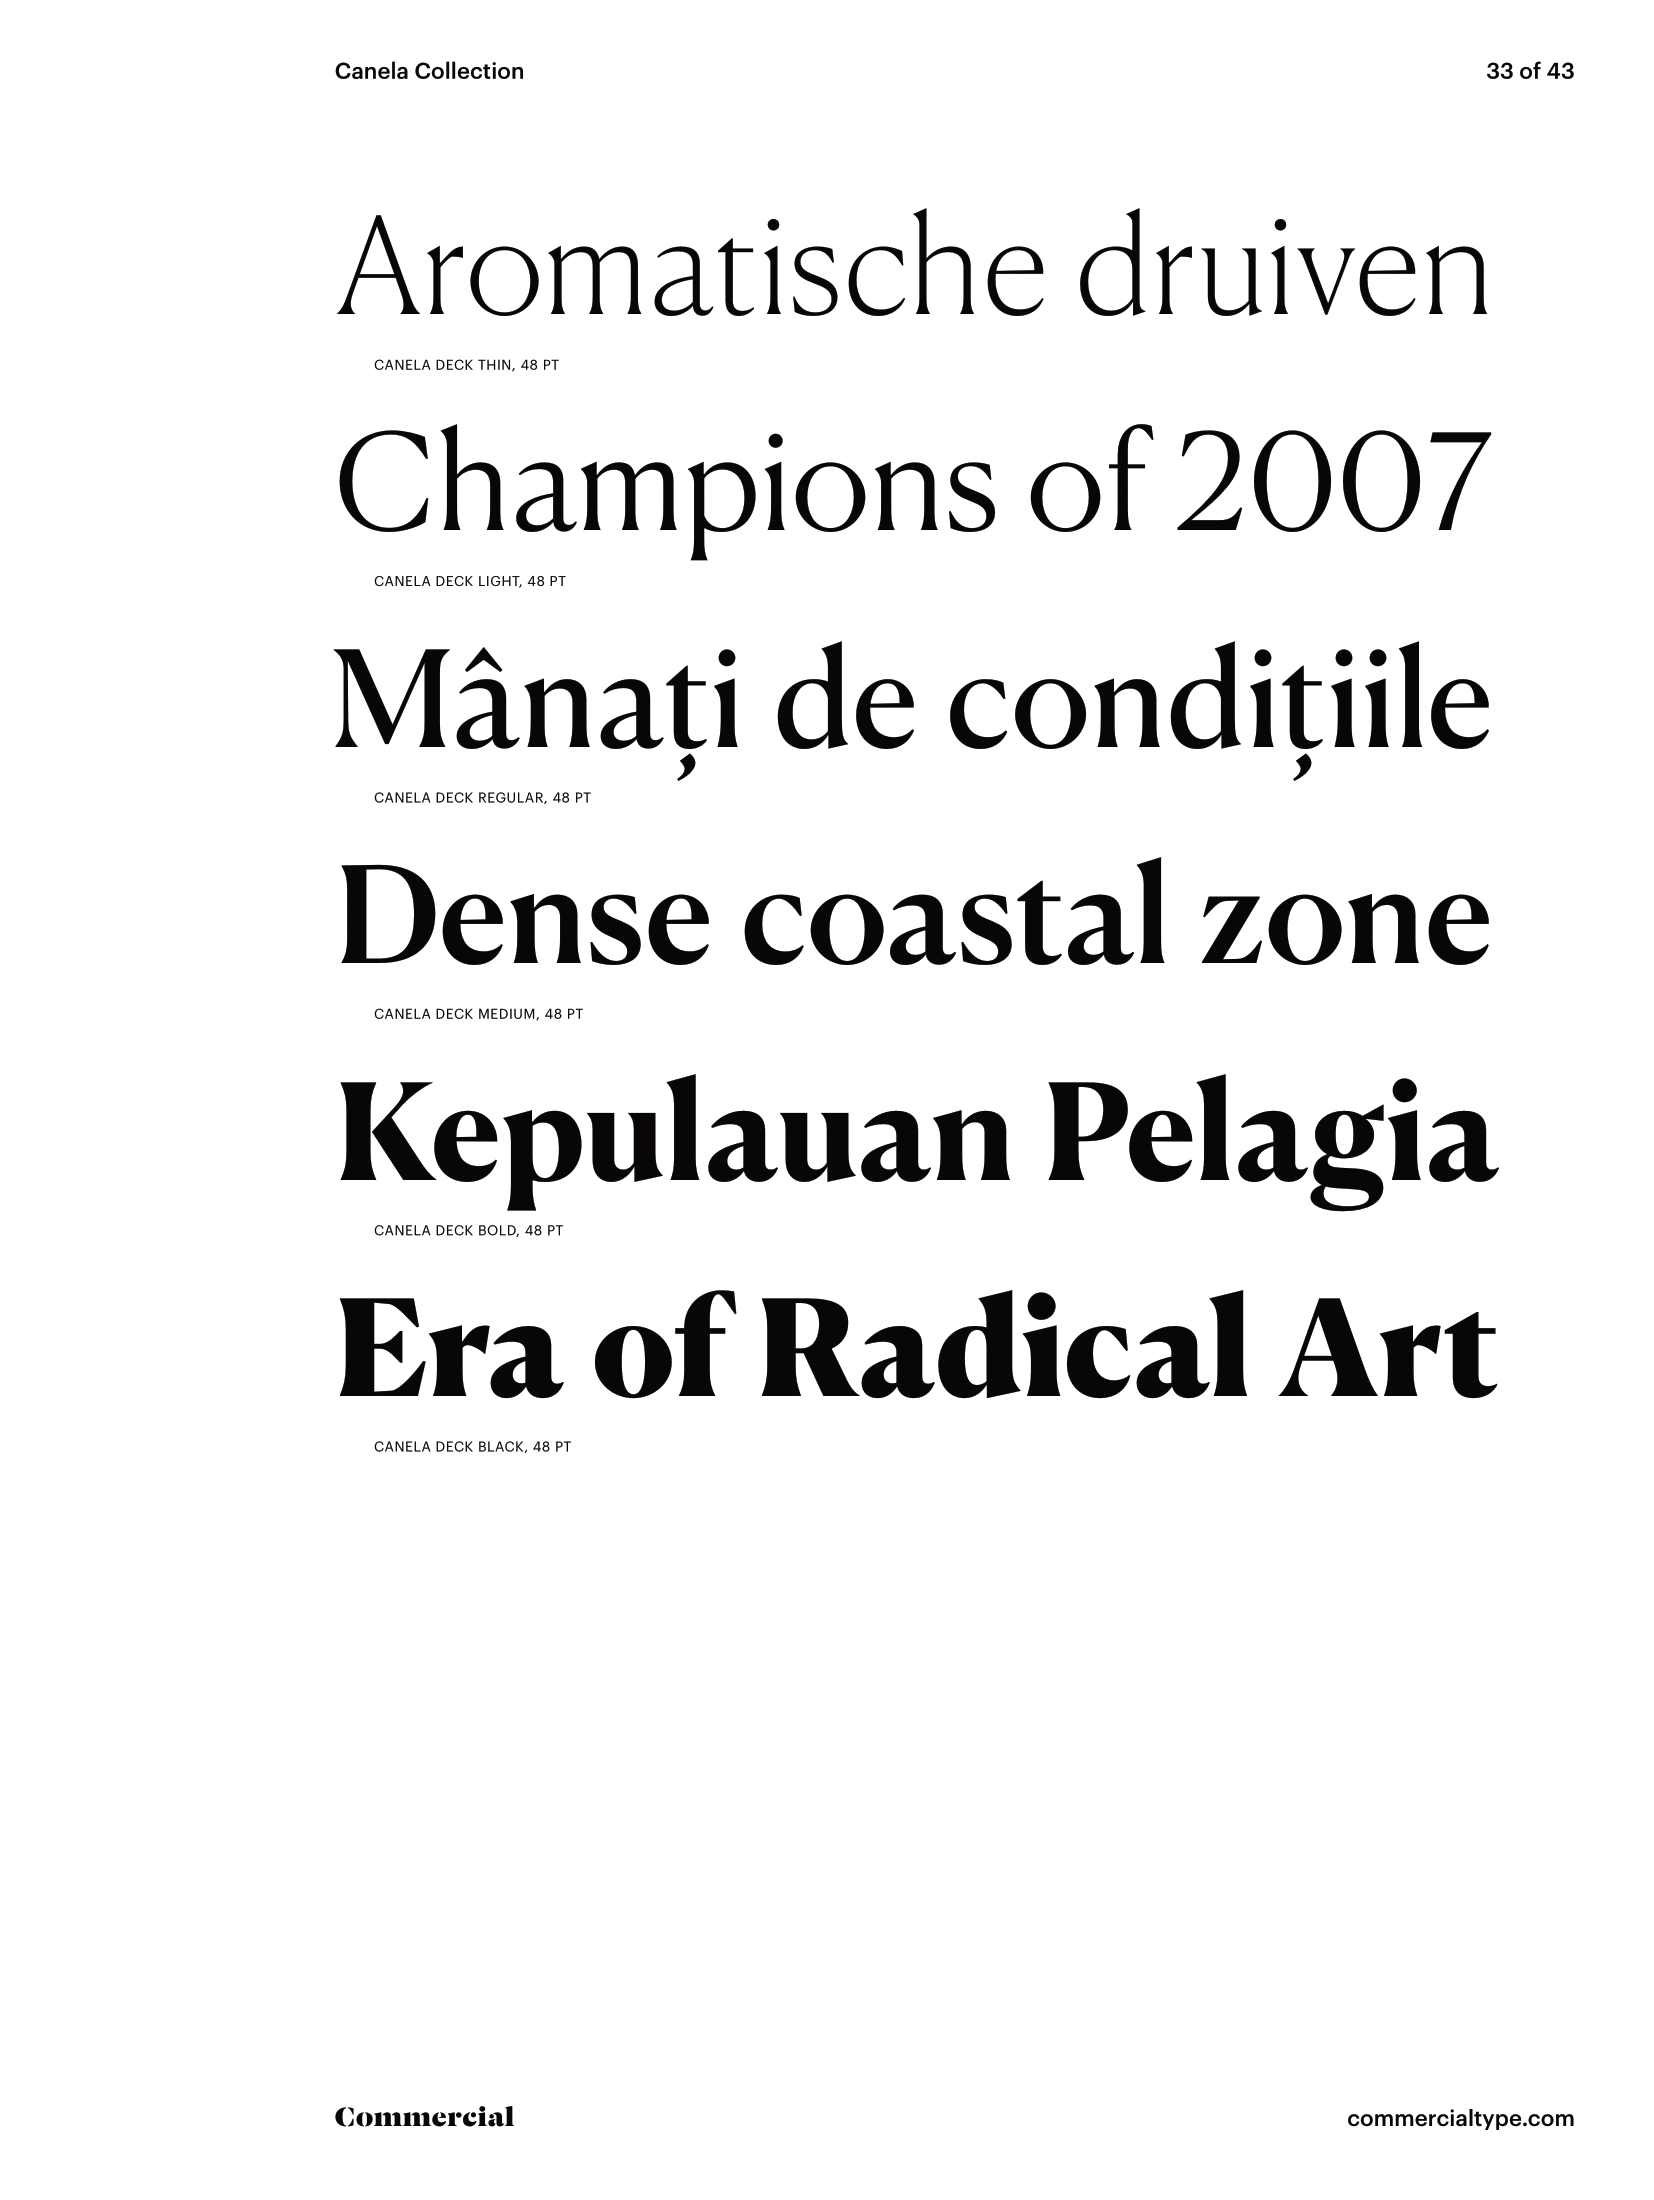 Canela Collection
33 of 43
Aromatische druiven
CANELA DECK THIN, 48 PT
Champions of 2007
CANELA DECK LIGHT, 48 PT
Mânați de condițiile
CANELA DECK REGULAR, 48 PT
Dense coastal zone
CANELA DECK MEDIUM, 48 PT
Kepulauan Pelagia
CANELA DECK BOLD, 48 PT
Era of Radical Art
CANELA DECK BLACK, 48 PT
Commercial
commercialtype.com